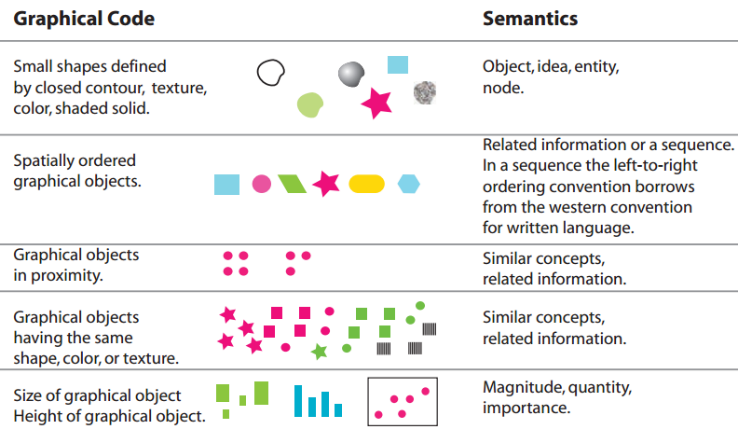 Graphical Code
Semantics
Small shapes defined
by closed contour, texture,
color, shaded solid.
Object, idea, entity,
node.
Spatially ordered
graphical objects.
Related information or a sequence.
In a sequence the left-to-right
ordering convention borrows
from the western convention
for written language.
Graphical objects
in proximity.
Similar concepts,
related information.
Graphical objects
having the same
shape, color, or texture.
Similar concepts,
related information.
Size of graphical object
Height of graphical object.
Magnitude, quantity,
importance.